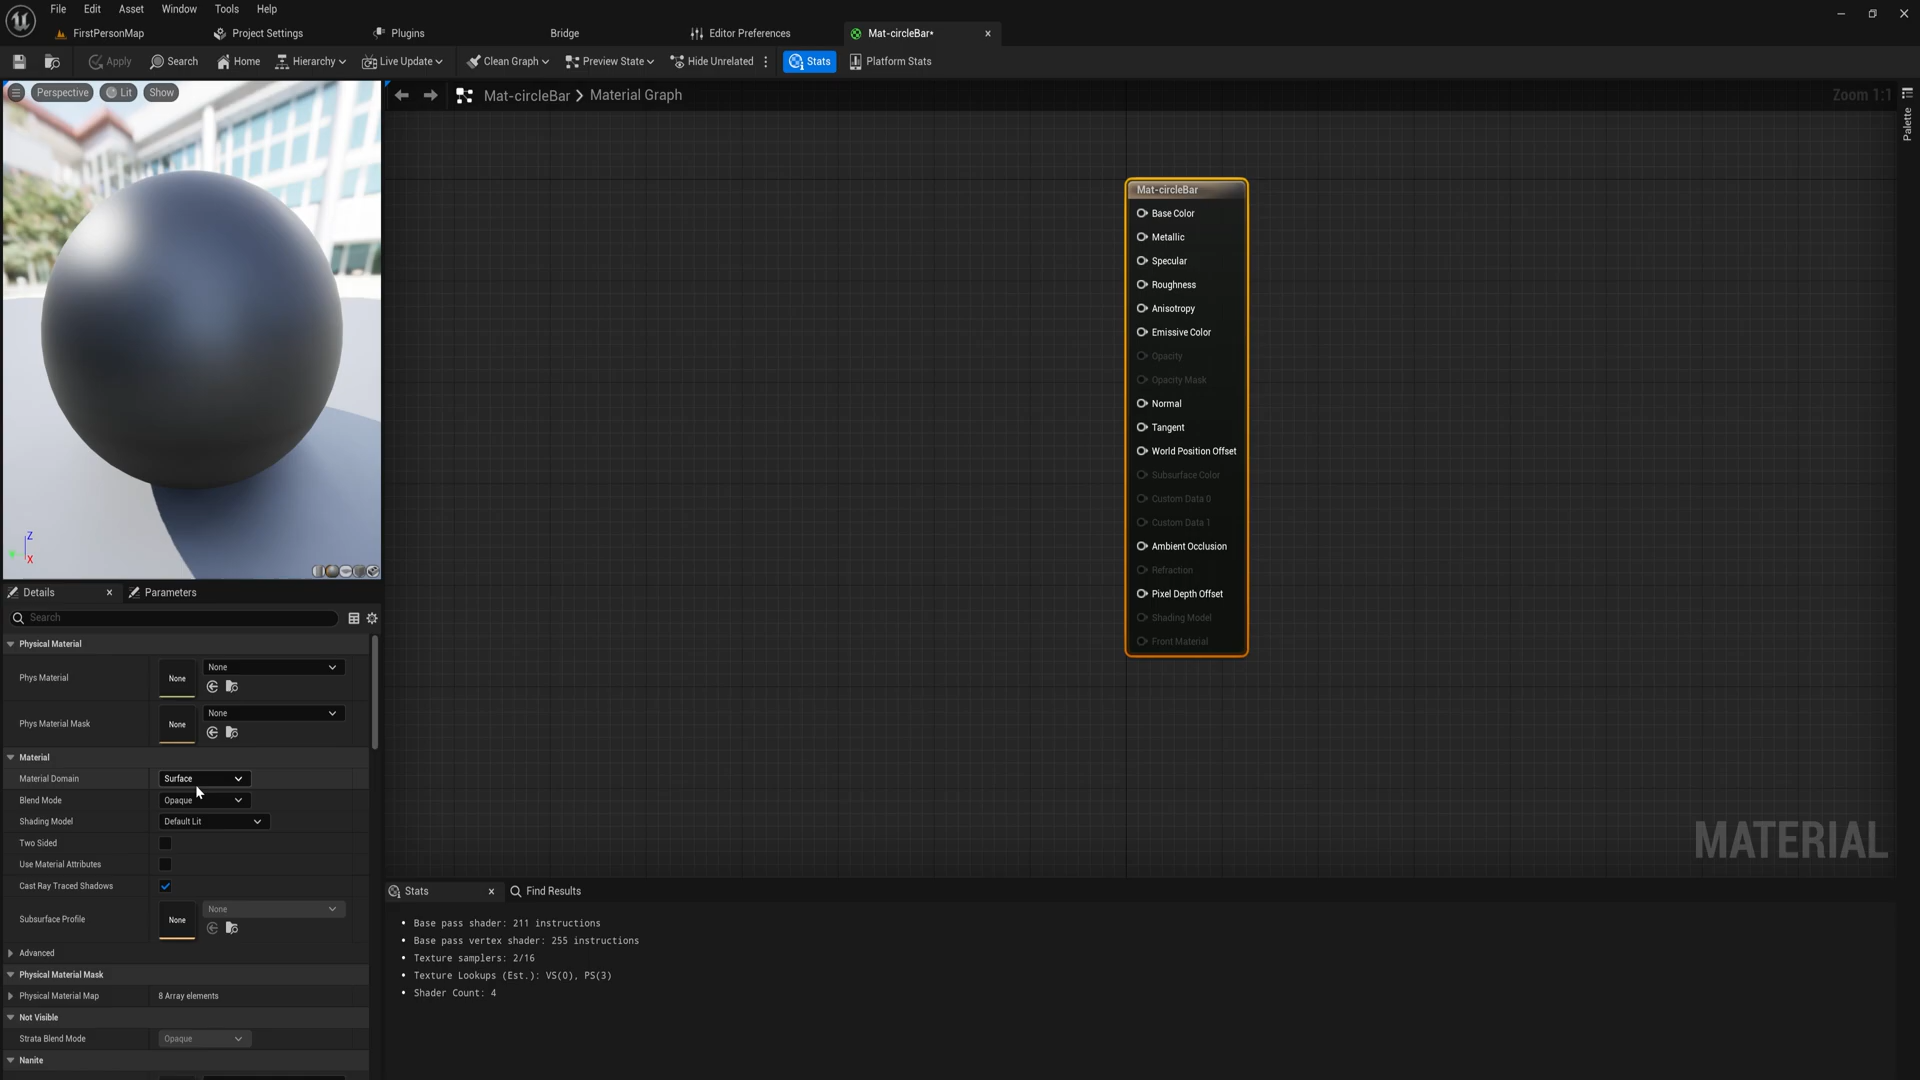 File Edit Asset Window Tools Help
FirstPersonMap Project Settings Plugins Bridge Editor Preferences Mat-circleBar*
Apply Search Home Hierarchy Live Update Clean Graph Preview State Hide Unrelated Stats Platform Stats
Perspective Lit Show
Mat-circleBar > Material Graph
Zoom 1:1
Palette
Mat-circleBar
Base Color
Metallic
Specular
Roughness
Anisotropy
Emissive Color
Opacity
Opacity Mask
Normal
Tangent
World Position Offset
Subsurface Color
Custom Data 0
Custom Data 1
Ambient Occlusion
Refraction
Pixel Depth Offset
Shading Model
Front Material
MATERIAL
Z
X
Details Parameters
Search
Physical Material
Phys Material None None
Phys Material Mask None None
Material
Material Domain Surface
Blend Mode Opaque
Shading Model Default Lit
Two Sided
Use Material Attributes
Cast Ray Traced Shadows
Subsurface Profile None None
Advanced
Physical Material Mask
Physical Material Map 8 Array elements
Not Visible
Strata Blend Mode Opaque
Nanite
Stats Find Results
• Base pass shader: 211 instructions
• Base pass vertex shader: 255 instructions
• Texture samplers: 2/16
• Texture Lookups (Est.): VS(0), PS(3)
• Shader Count: 4